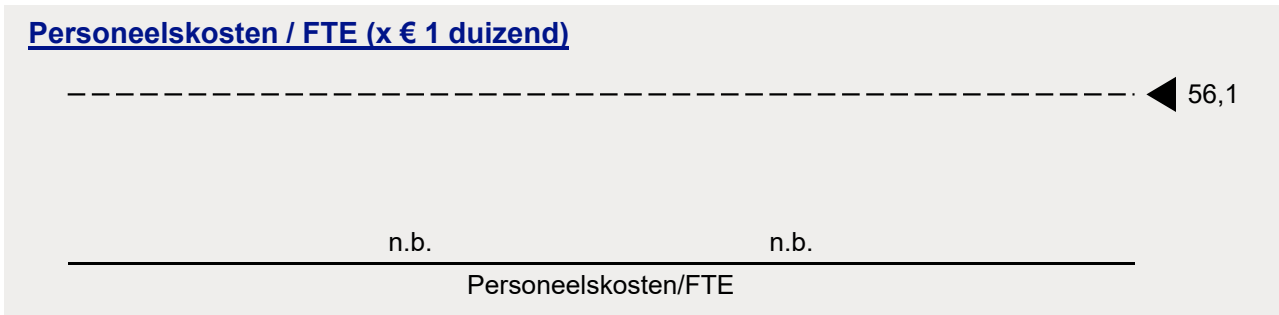 Personeelskosten / FTE (x € 1 duizend)
56,1
n.b. n.b.
Personeelskosten/FTE